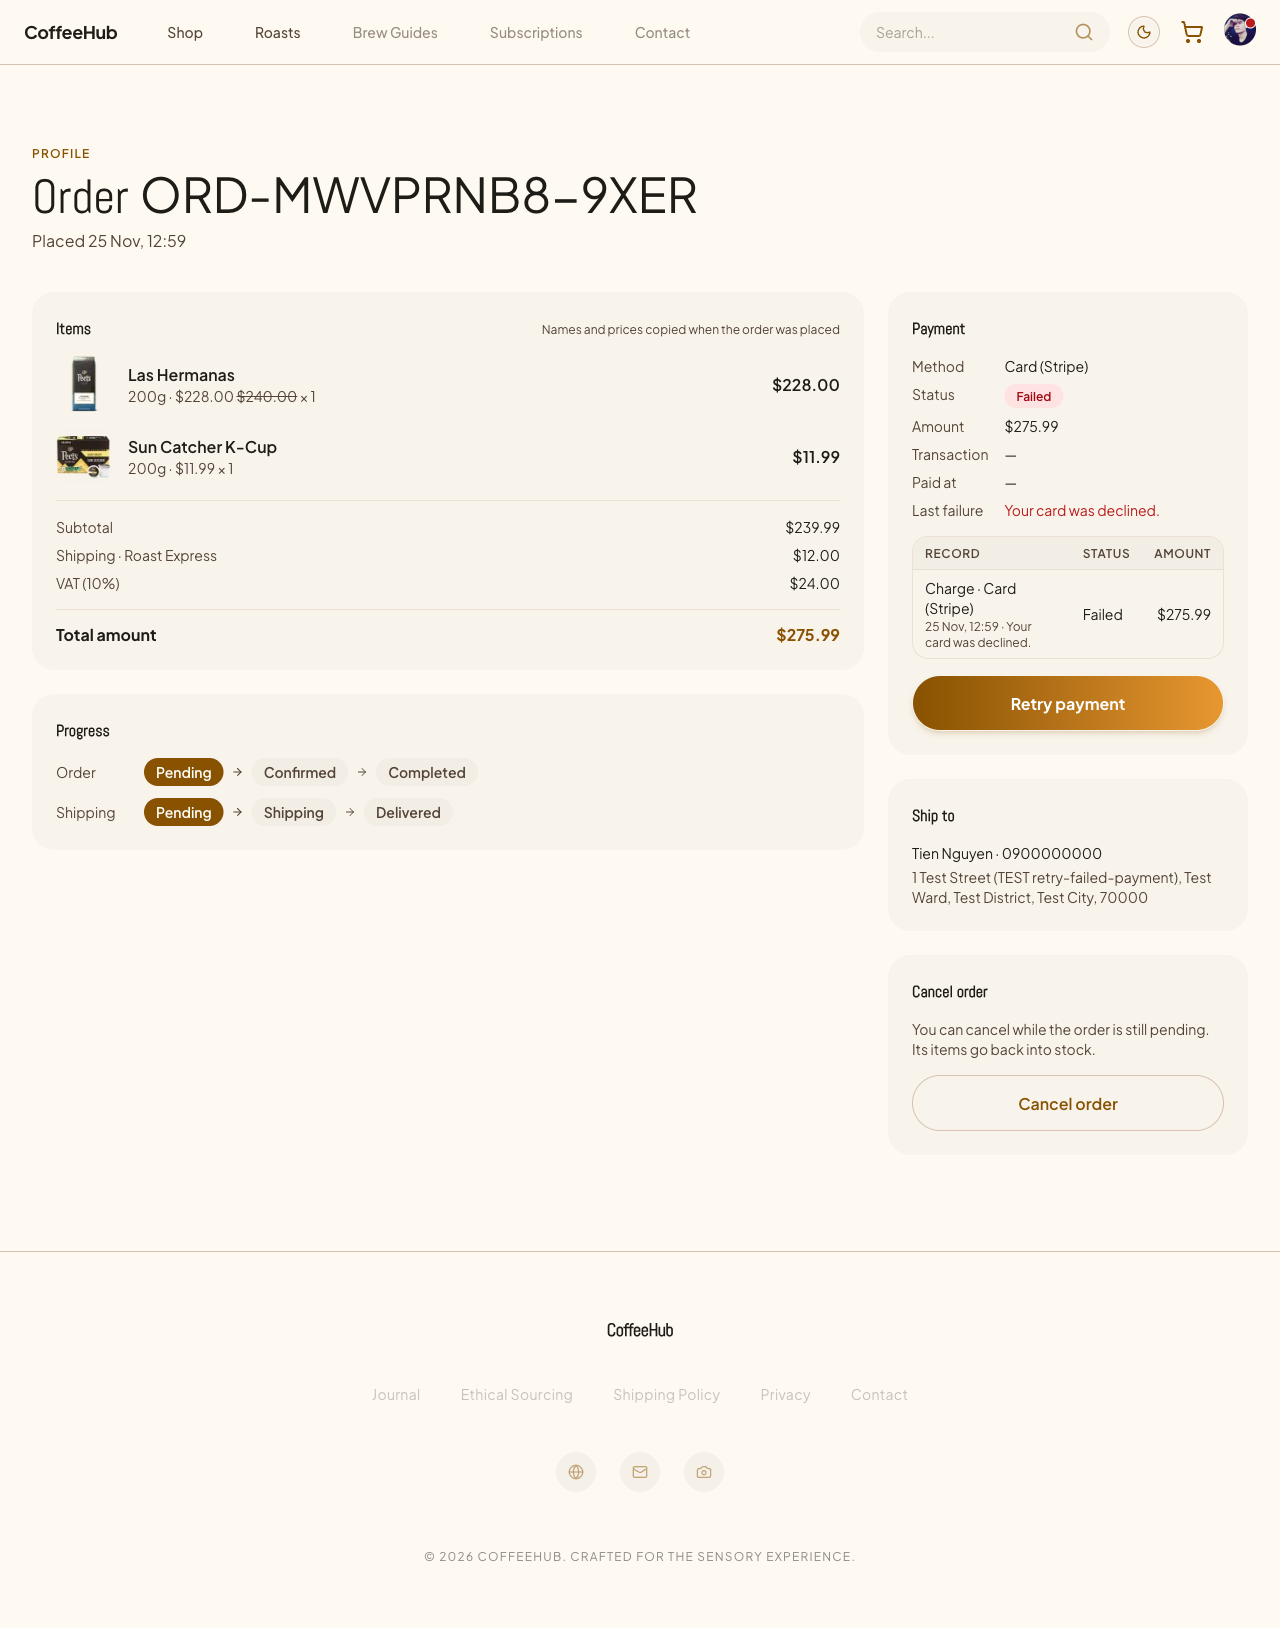 CoffeeHub
Shop
Roasts
Brew Guides
Subscriptions
Contact
Search...
PROFILE
Order ORD-MWVPRNB8-9XER
Placed 25 Nov, 12:59
Items
Names and prices copied when the order was placed
Las Hermanas
200g · $228.00 $240.00 × 1
$228.00
Sun Catcher K-Cup
200g · $11.99 × 1
$11.99
Subtotal
$239.99
Shipping · Roast Express
$12.00
VAT (10%)
$24.00
Total amount
$275.99
Progress
Order
Pending → Confirmed → Completed
Shipping
Pending → Shipping → Delivered
Payment
Method
Card (Stripe)
Status
Failed
Amount
$275.99
Transaction
—
Paid at
—
Last failure
Your card was declined.
RECORD
STATUS
AMOUNT
Charge · Card
(Stripe)
25 Nov, 12:59 · Your
card was declined.
Failed
$275.99
Retry payment
Ship to
Tien Nguyen · 0900000000
1 Test Street (TEST retry-failed-payment), Test
Ward, Test District, Test City, 70000
Cancel order
You can cancel while the order is still pending.
Its items go back into stock.
Cancel order
CoffeeHub
Journal
Ethical Sourcing
Shipping Policy
Privacy
Contact
© 2026 COFFEEHUB. CRAFTED FOR THE SENSORY EXPERIENCE.